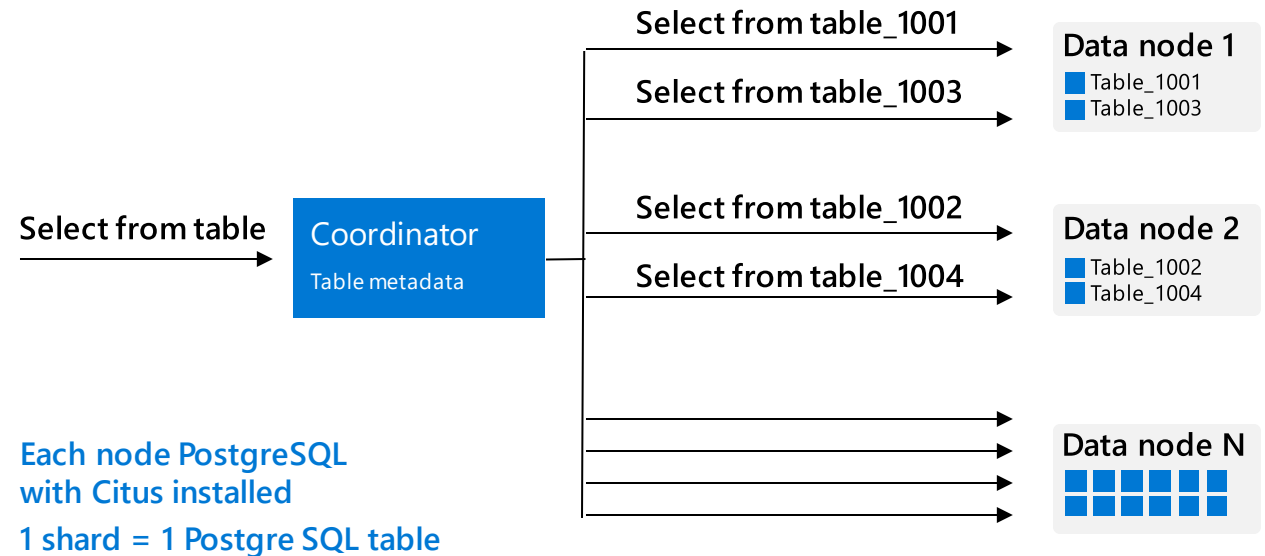 Select from table_1001
Data node 1
Table_1001
Select from table_1003
Table_1003
Select from table
Coordinator
Table metadata
Select from table_1002
Data node 2
Table_1002
Select from table_1004
Table_1004
Data node N
Each node PostgreSQL
with Citus installed
1 shard = 1 Postgre SQL table